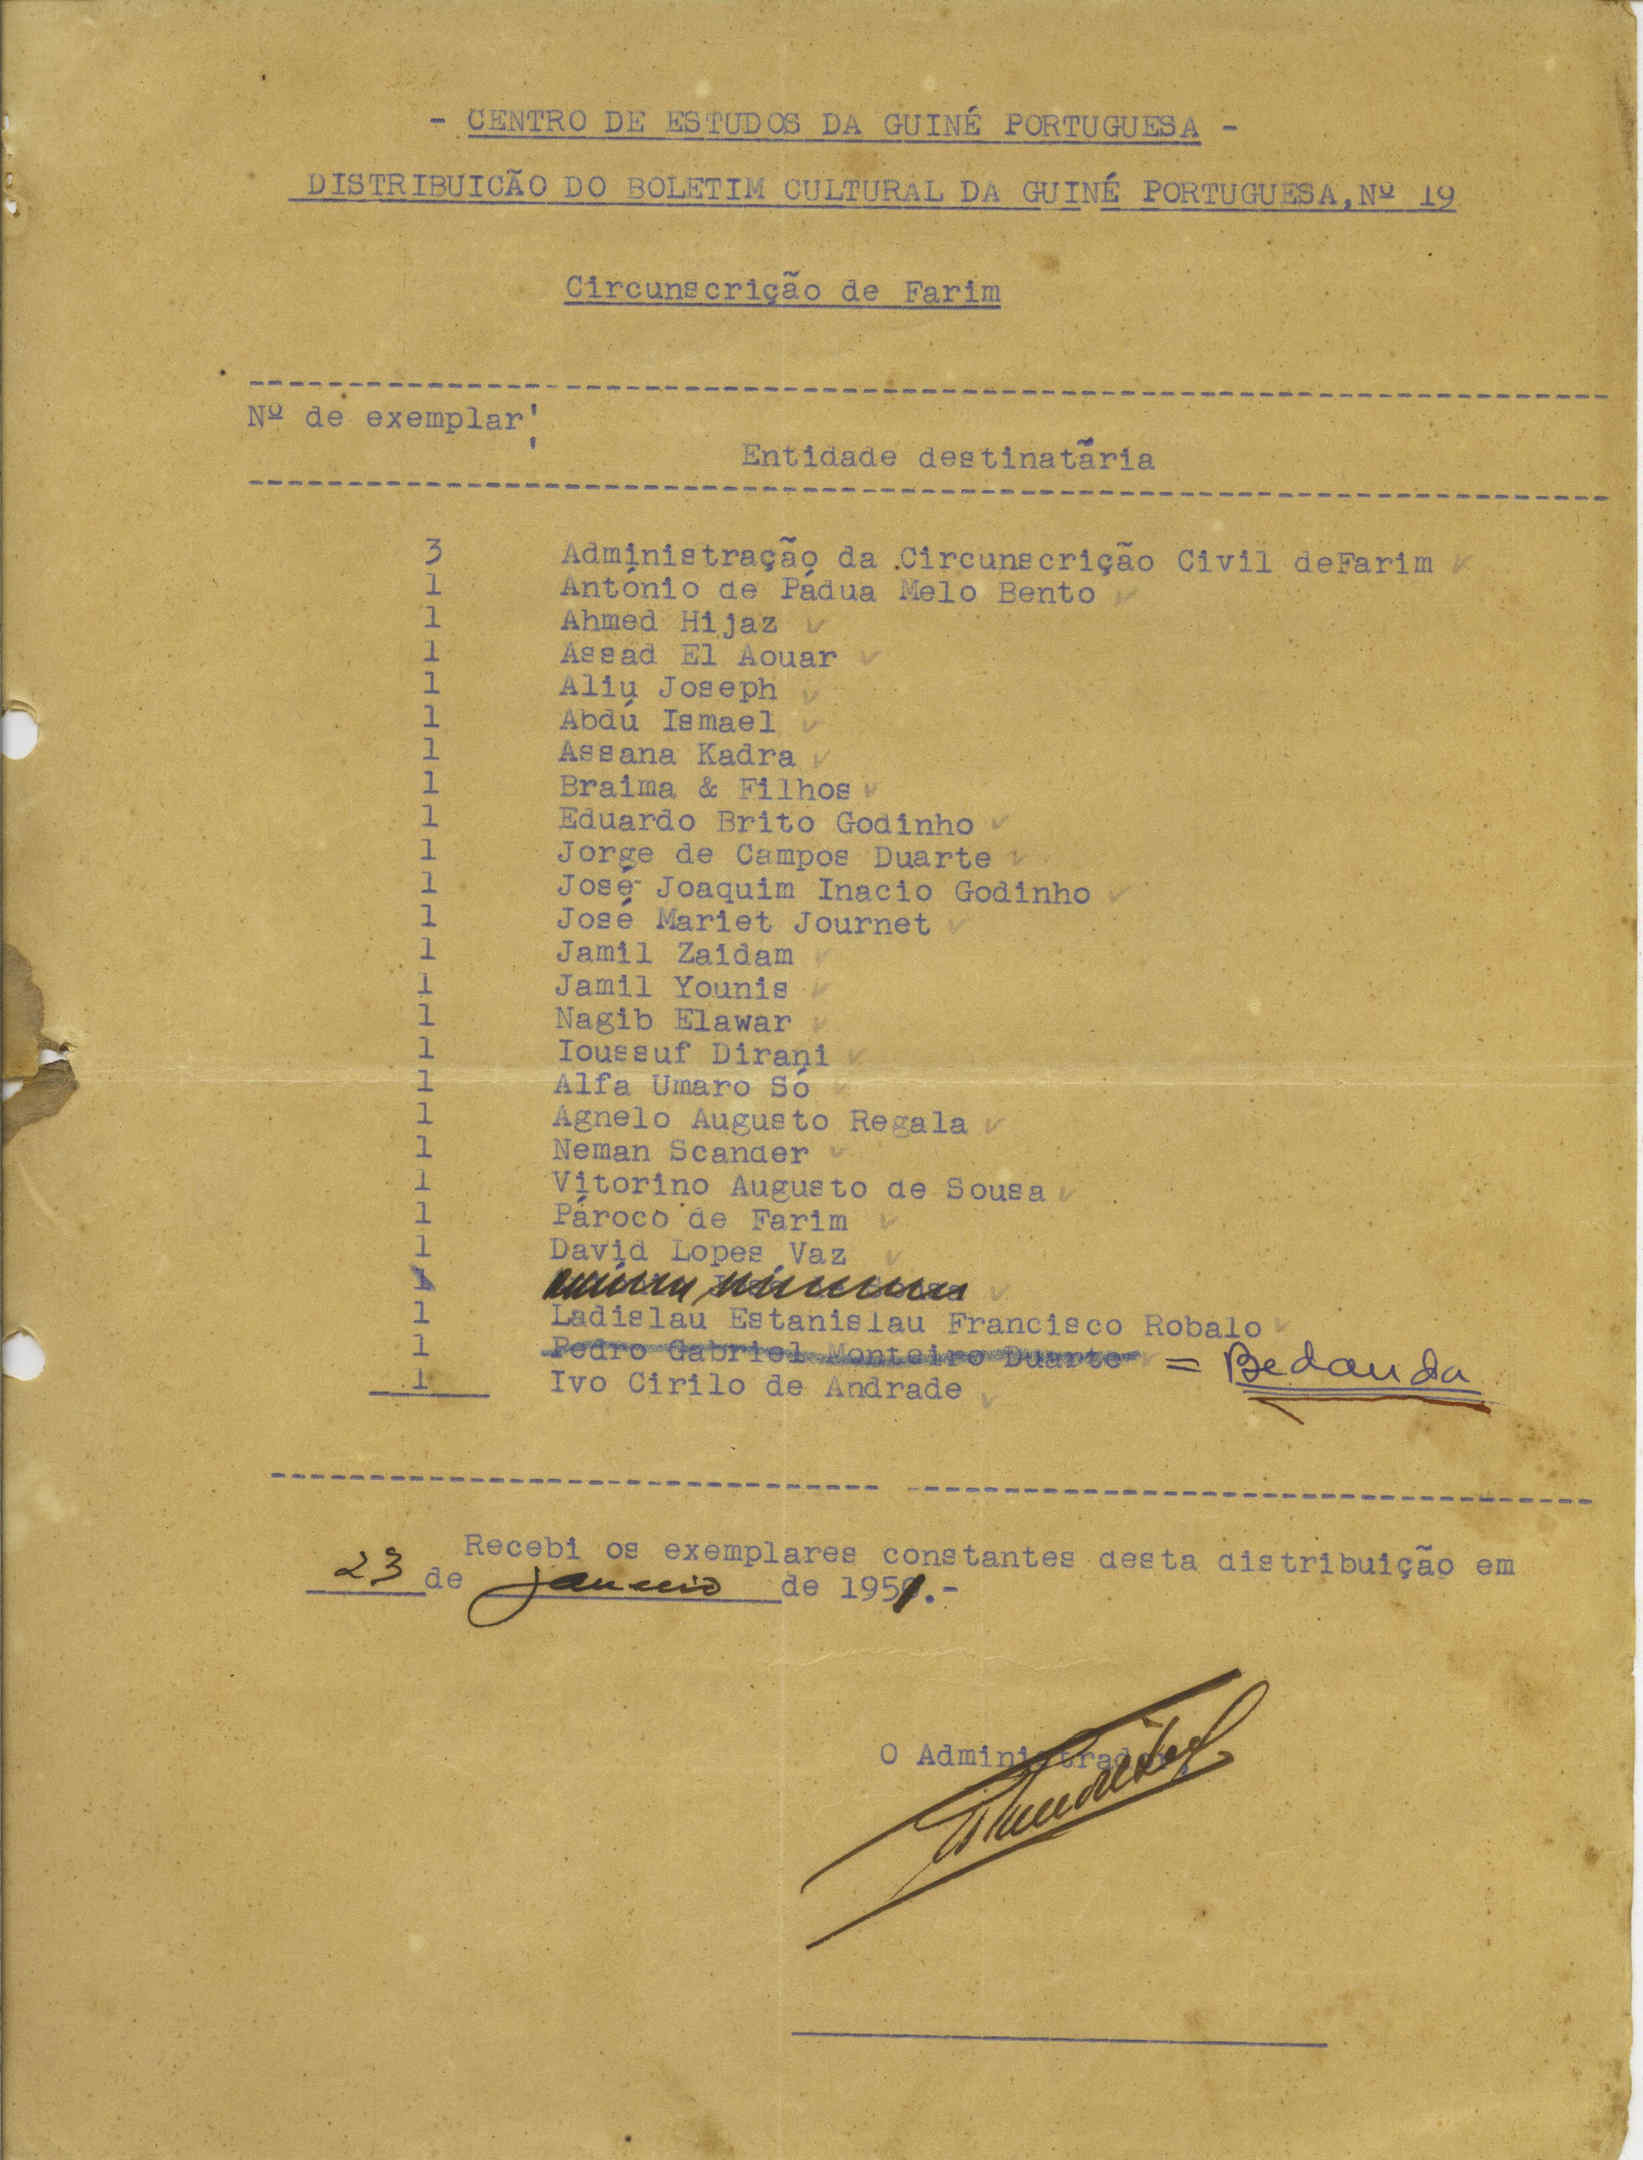 - CENTRO DE ESTUDOS DA GUINÉ PORTUGUESA -
DISTRIBUICÃO DO BOLETIM CULTURAL DA GUINÉ PORTUGUESA, Nº 19
Circunscrição de Farim
Nº de exemplar
Entidade destinatãria
3 Administração da Circunscrição Civil deFarim
1 António de Pádua Melo Bento
1 Ahmed Hijaz
1 Assad El Aouar
1 Aliu Joseph
1 Abdú Ismael
1 Assana Kadra
1 Braima & Filhos
1 Eduardo Brito Godinho
1 Jorge de Campos Duarte
1 José Joaquim Inacio Godinho
1 José Mariet Journet
1 Jamil Zaidam
1 Jamil Younis
1 Nagib Elawar
1 Ioussuf Dirani
1 Alfa Umaro Só
1 Agnelo Augusto Regala
1 Neman Scander
1 Vitorino Augusto de Sousa
1 Pároco de Farim
1 David Lopes Vaz
1
1 Ladislau Estanislau Francisco Robalo
1 Pedro Gabriel Monteiro Duarte = Bedanda
1 Ivo Cirilo de Andrade
Recebi os exemplares constantes desta distribuição em
23 de janeiro de 1951.-
O Administrador,